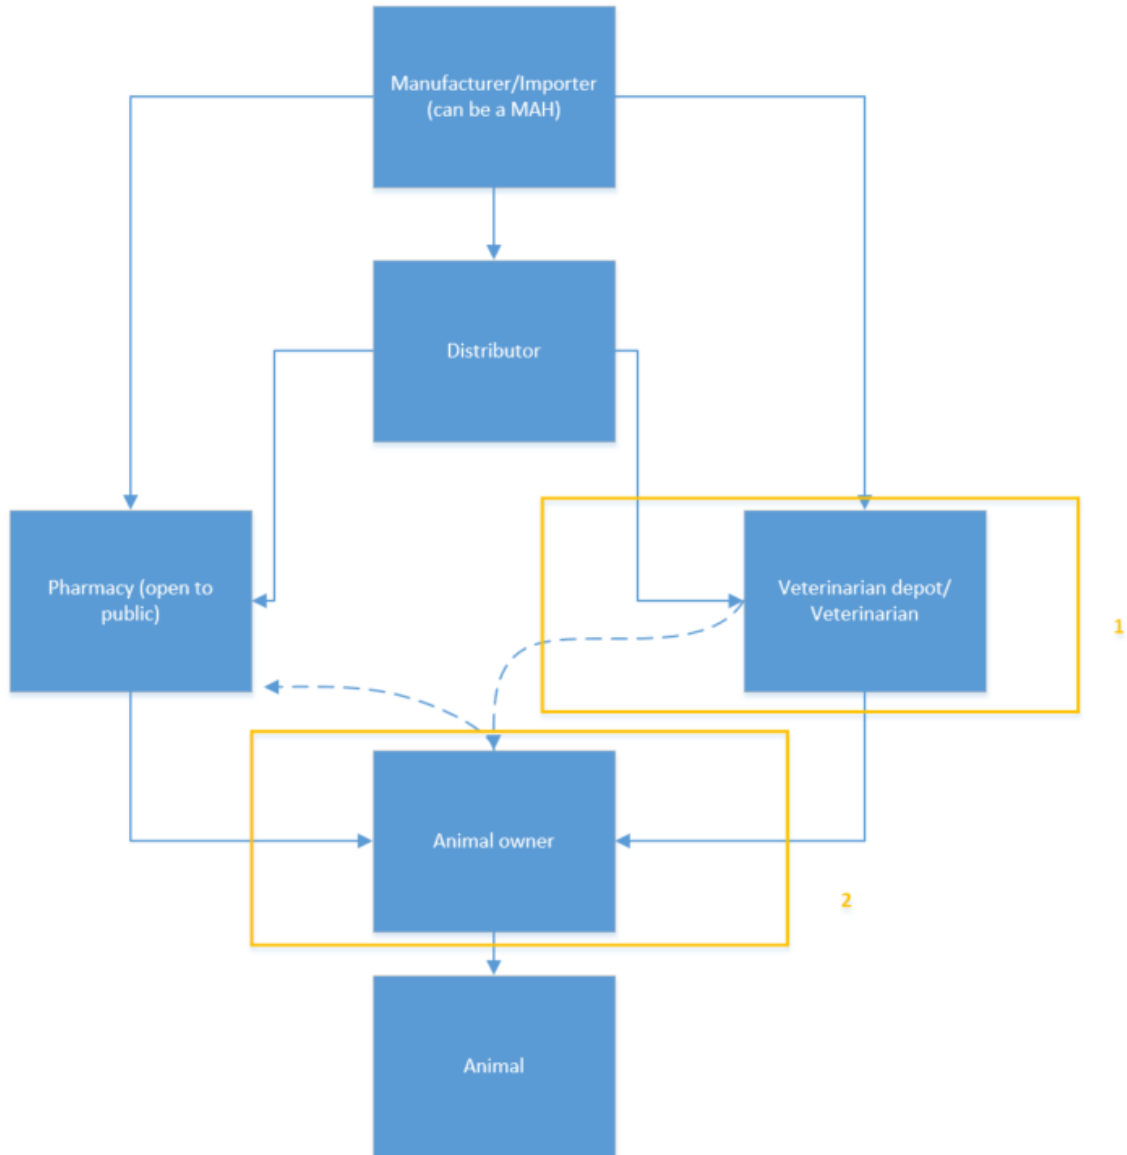 Manufacturer/Importer
(can be a MAH)
Distributor
Pharmacy (open to
public)
Veterinarian depot/
Veterinarian
1
Animal owner
2
Animal